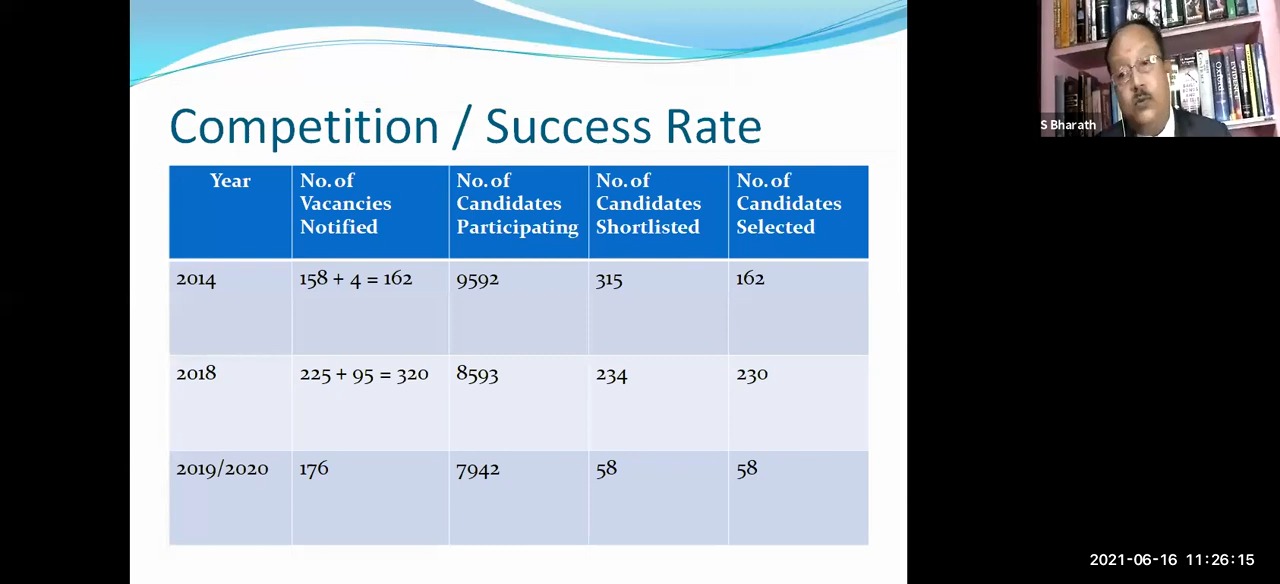 Competition / Success Rate
Year
No. of
Vacancies
Notified
No. of
Candidates
Participating
No. of
Candidates
Shortlisted
No. of
Candidates
Selected
2014
158 + 4 = 162
9592
315
162
2018
225 + 95 = 320
8593
234
230
2019/2020
176
7942
58
58
S Bharath
OXFORD
EVIDENCE
2021-06-16 11:26:15